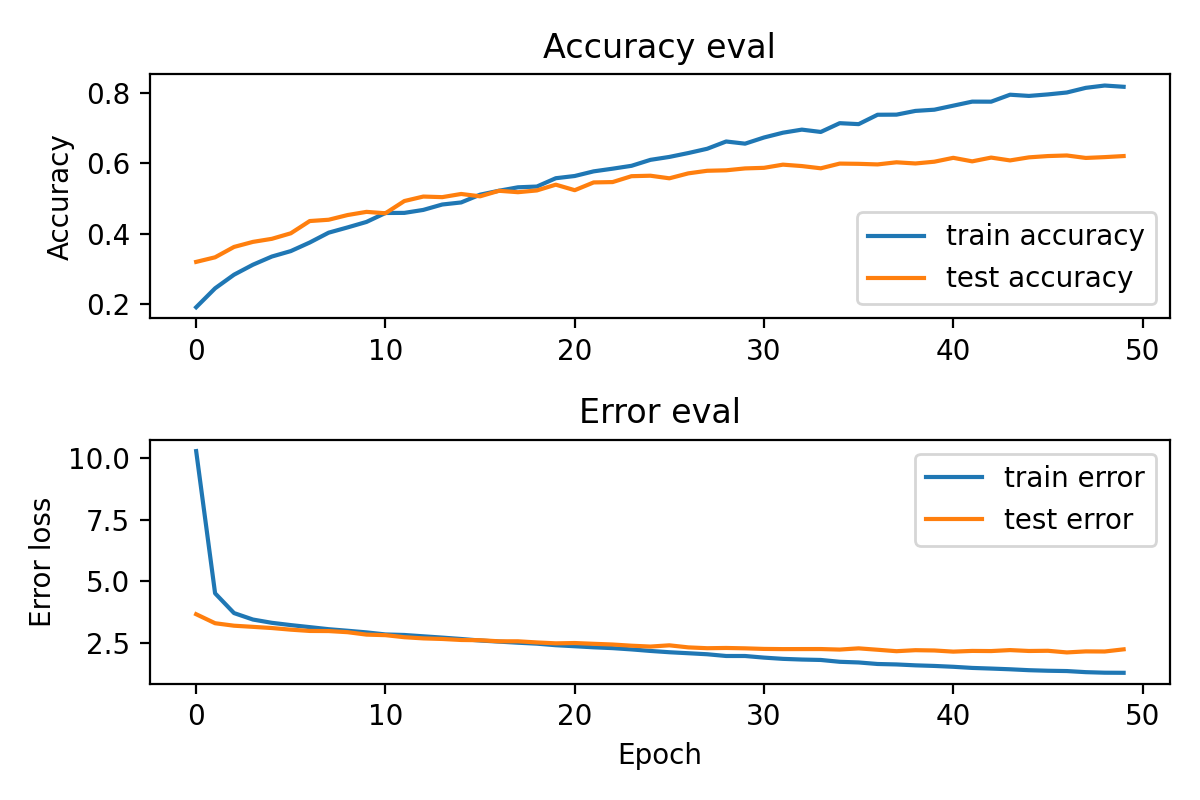 Accuracy eval
Accuracy
0.8
0.6
0.4
0.2
train accuracy
test accuracy
0 10 20 30 40 50
Error eval
Error loss
10.0
7.5
5.0
2.5
train error
test error
0 10 20 30 40 50
Epoch